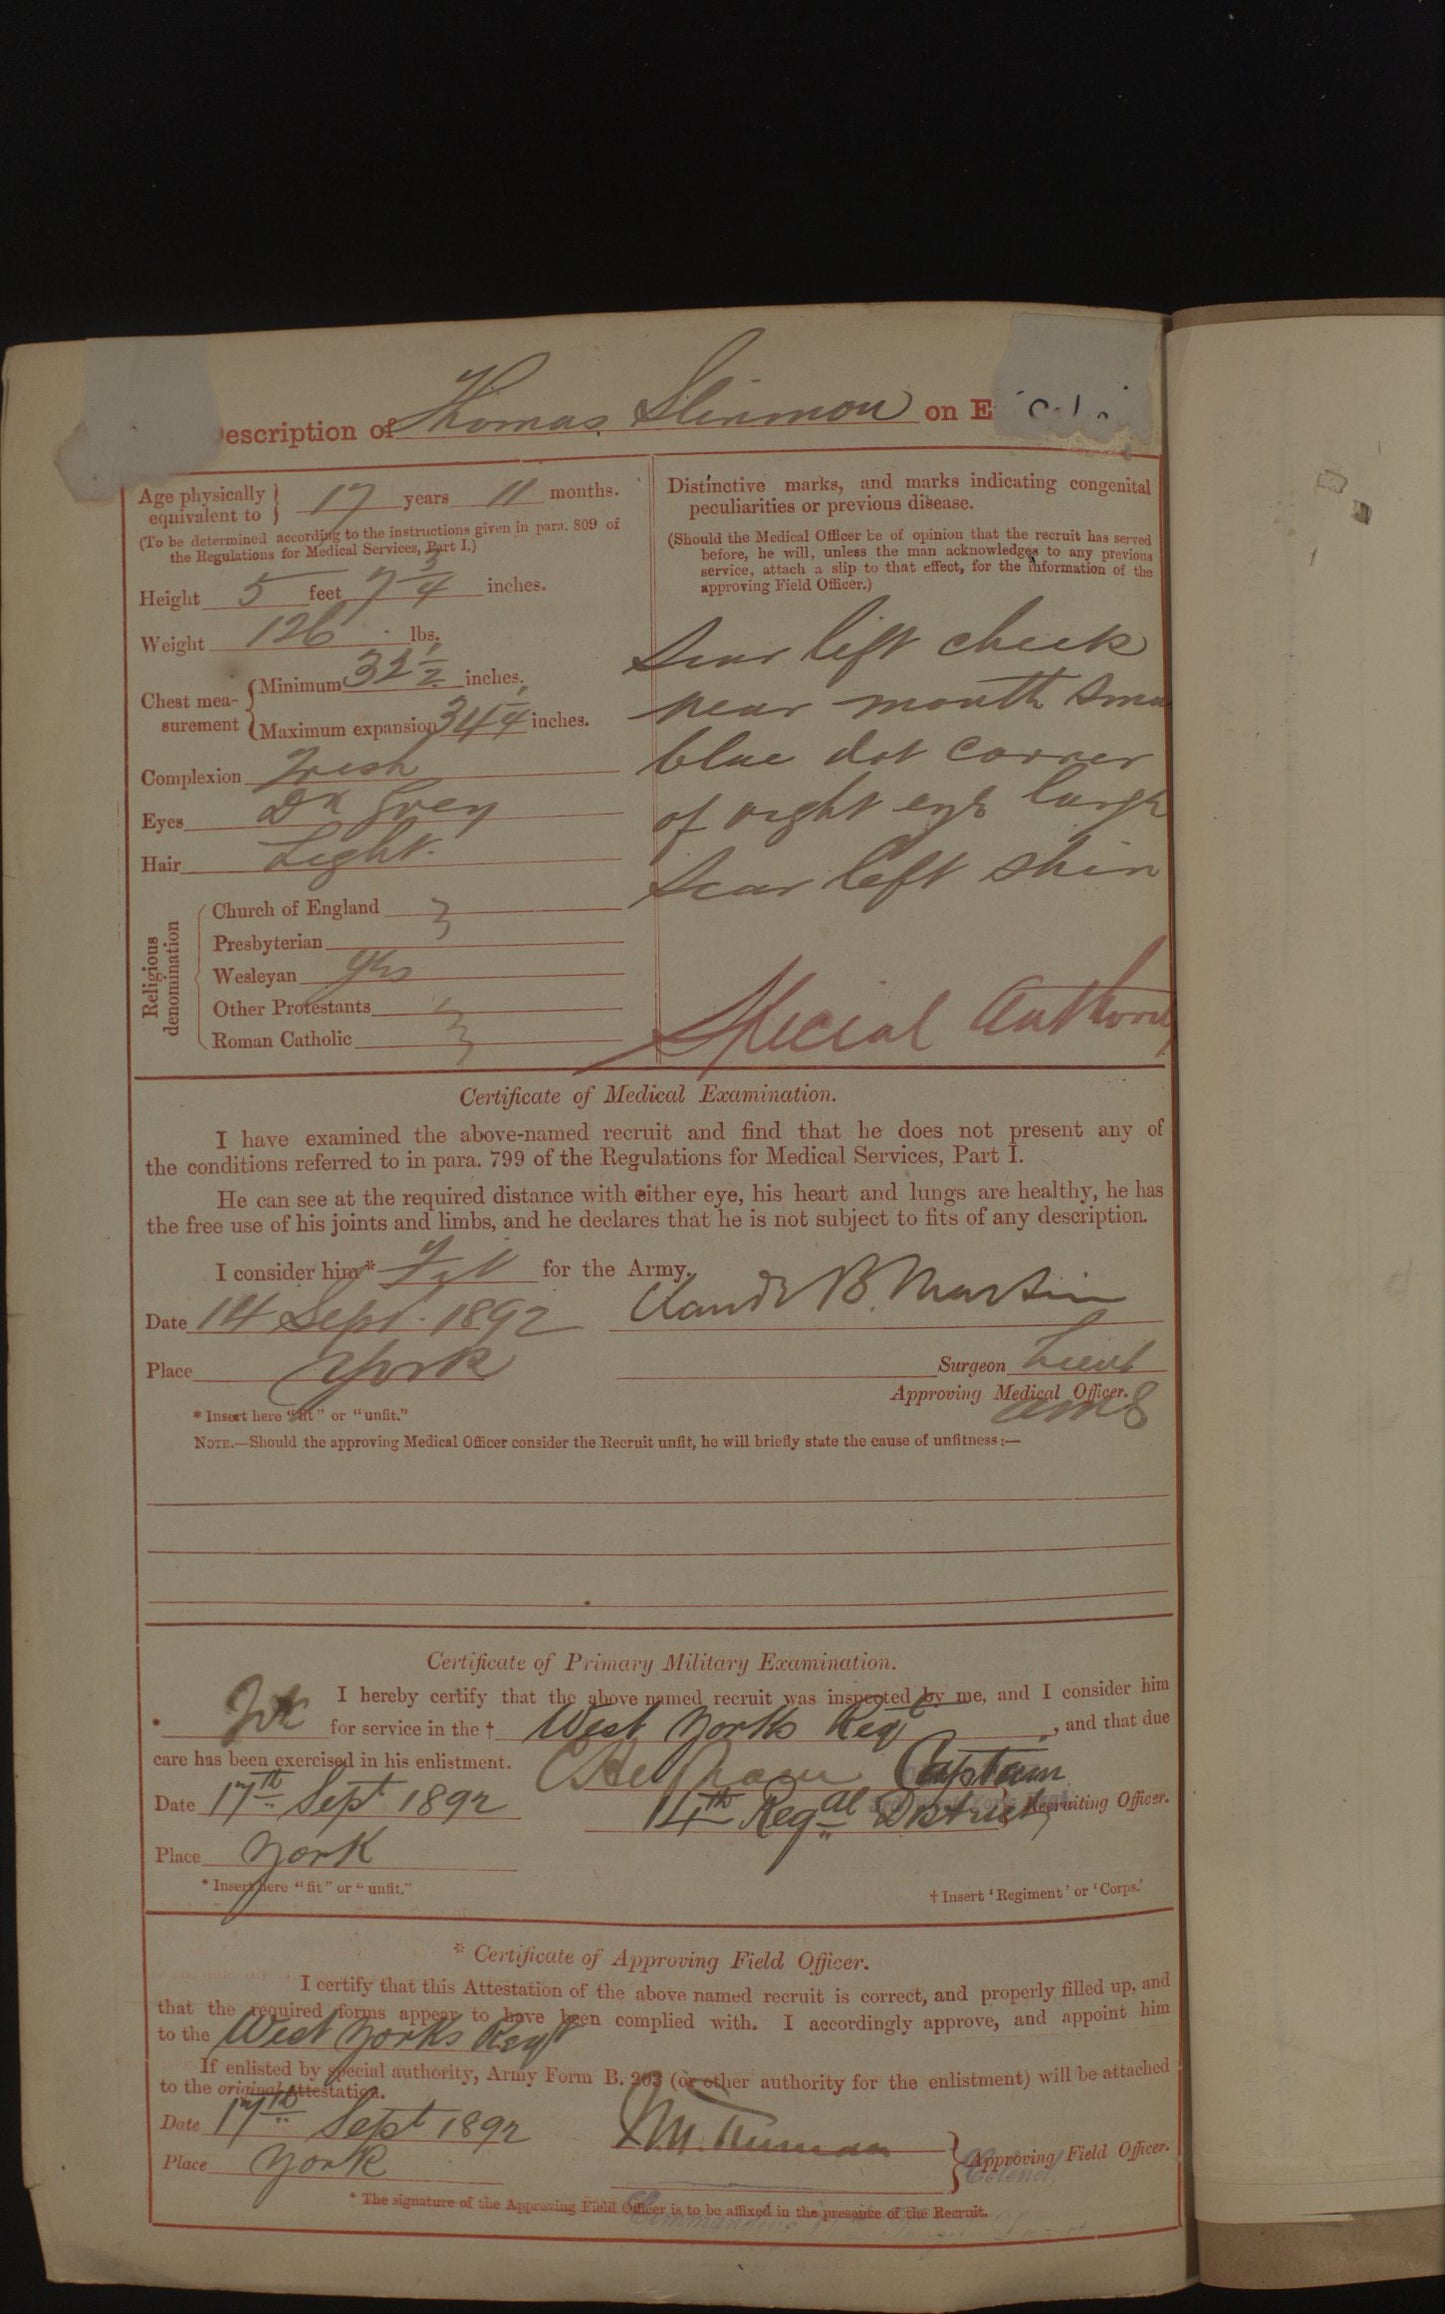 Description of Thomas Slinmon on E
Age physically equivalent to } 17 years 11 months.
(To be determined according to the instructions given in para. 809 of
the Regulations for Medical Services, Part I.)
Height 5 feet 7 3/4 inches.
Weight 126 lbs.
Chest mea-surement { Minimum 32 1/2 inches.
Maximum expansion 34 1/4 inches.
Complexion Fresh
Eyes Dk Grey
Hair Light.
Religious denomination
Church of England
Presbyterian
Wesleyan Yes
Other Protestants
Roman Catholic
Distinctive marks, and marks indicating congenital
peculiarities or previous disease.
(Should the Medical Officer be of opinion that the recruit has served
before, he will, unless the man acknowledges to any previous
service, attach a slip to that effect, for the information of the
approving Field Officer.)
Scar left cheek
near mouth Sma
blue dot corner
of right eye large
Scar left shin
Special Authority
Certificate of Medical Examination.
I have examined the above-named recruit and find that he does not present any of
the conditions referred to in para. 799 of the Regulations for Medical Services, Part I.
He can see at the required distance with either eye, his heart and lungs are healthy, he has
the free use of his joints and limbs, and he declares that he is not subject to fits of any description.
I consider him* Fit for the Army.
Date 14 Sept. 1892 Claude B. Martin
Place York Surgeon Lieut
Approving Medical Officer. AMS
* Insert here "fit" or "unfit."
NOTE.—Should the approving Medical Officer consider the Recruit unfit, he will briefly state the cause of unfitness:—
Certificate of Primary Military Examination.
I hereby certify that the above named recruit was inspected by me, and I consider him
* Fit for service in the † West Yorks Regt, and that due
care has been exercised in his enlistment. Captain
Date 17th Sept 1892 14th Regal District Recruiting Officer.
Place York
* Insert here "fit" or "unfit."
† Insert 'Regiment' or 'Corps.'
* Certificate of Approving Field Officer.
I certify that this Attestation of the above named recruit is correct, and properly filled up, and
that the required forms appear to have been complied with. I accordingly approve, and appoint him
to the West Yorks Regt
If enlisted by special authority, Army Form B. 203 (or other authority for the enlistment) will be attached
to the original attestation.
Date 17th Sept 1892
Place York } Approving Field Officer.
Colonel,
* The signature of the Approving Field Officer is to be affixed in the presence of the Recruit.
Commanding